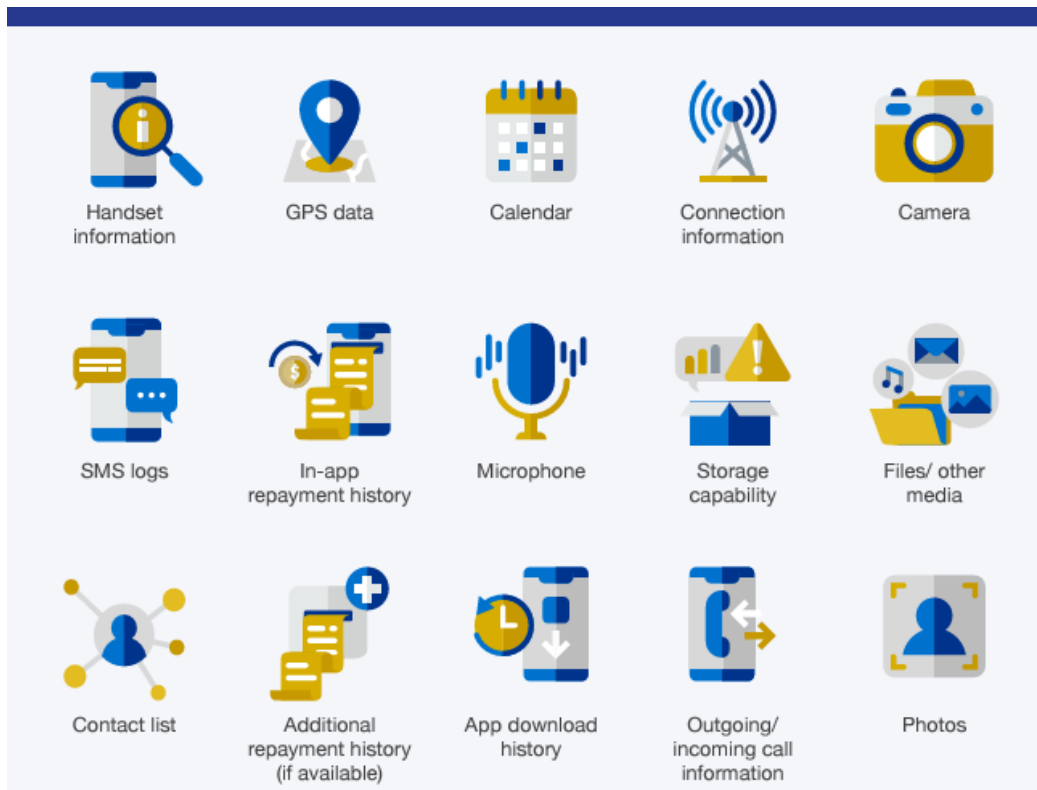 Handset
information
GPS data
Calendar
Connection
information
Camera
SMS logs
In-app
repayment history
Microphone
Storage
capability
Files/ other
media
Contact list
Additional
repayment history
(if available)
App download
history
Outgoing/
incoming call
information
Photos